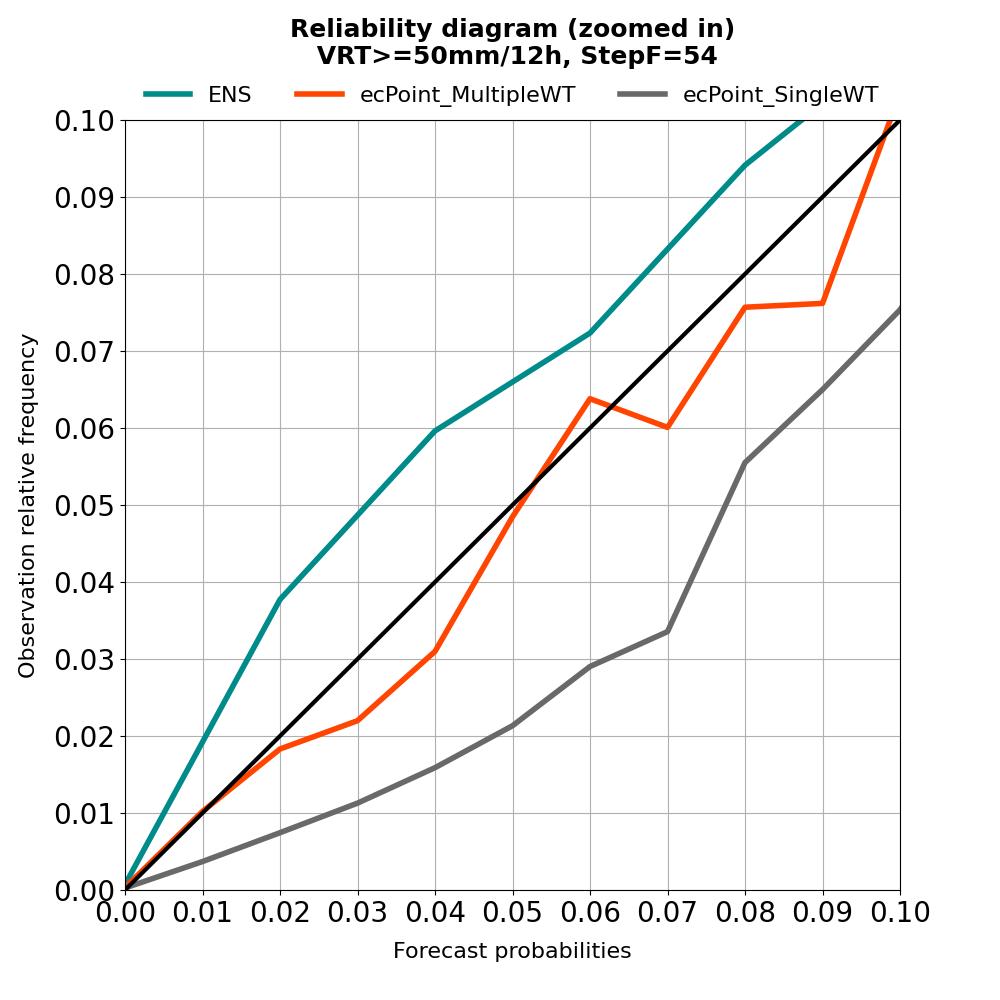 Reliability diagram (zoomed in)
VRT>=50mm/12h, StepF=54
ENS ecPoint_MultipleWT ecPoint_SingleWT
0.10
0.09
0.08
0.07
0.06
0.05
0.04
0.03
0.02
0.01
0.00
Observation relative frequency
0.00 0.01 0.02 0.03 0.04 0.05 0.06 0.07 0.08 0.09 0.10
Forecast probabilities